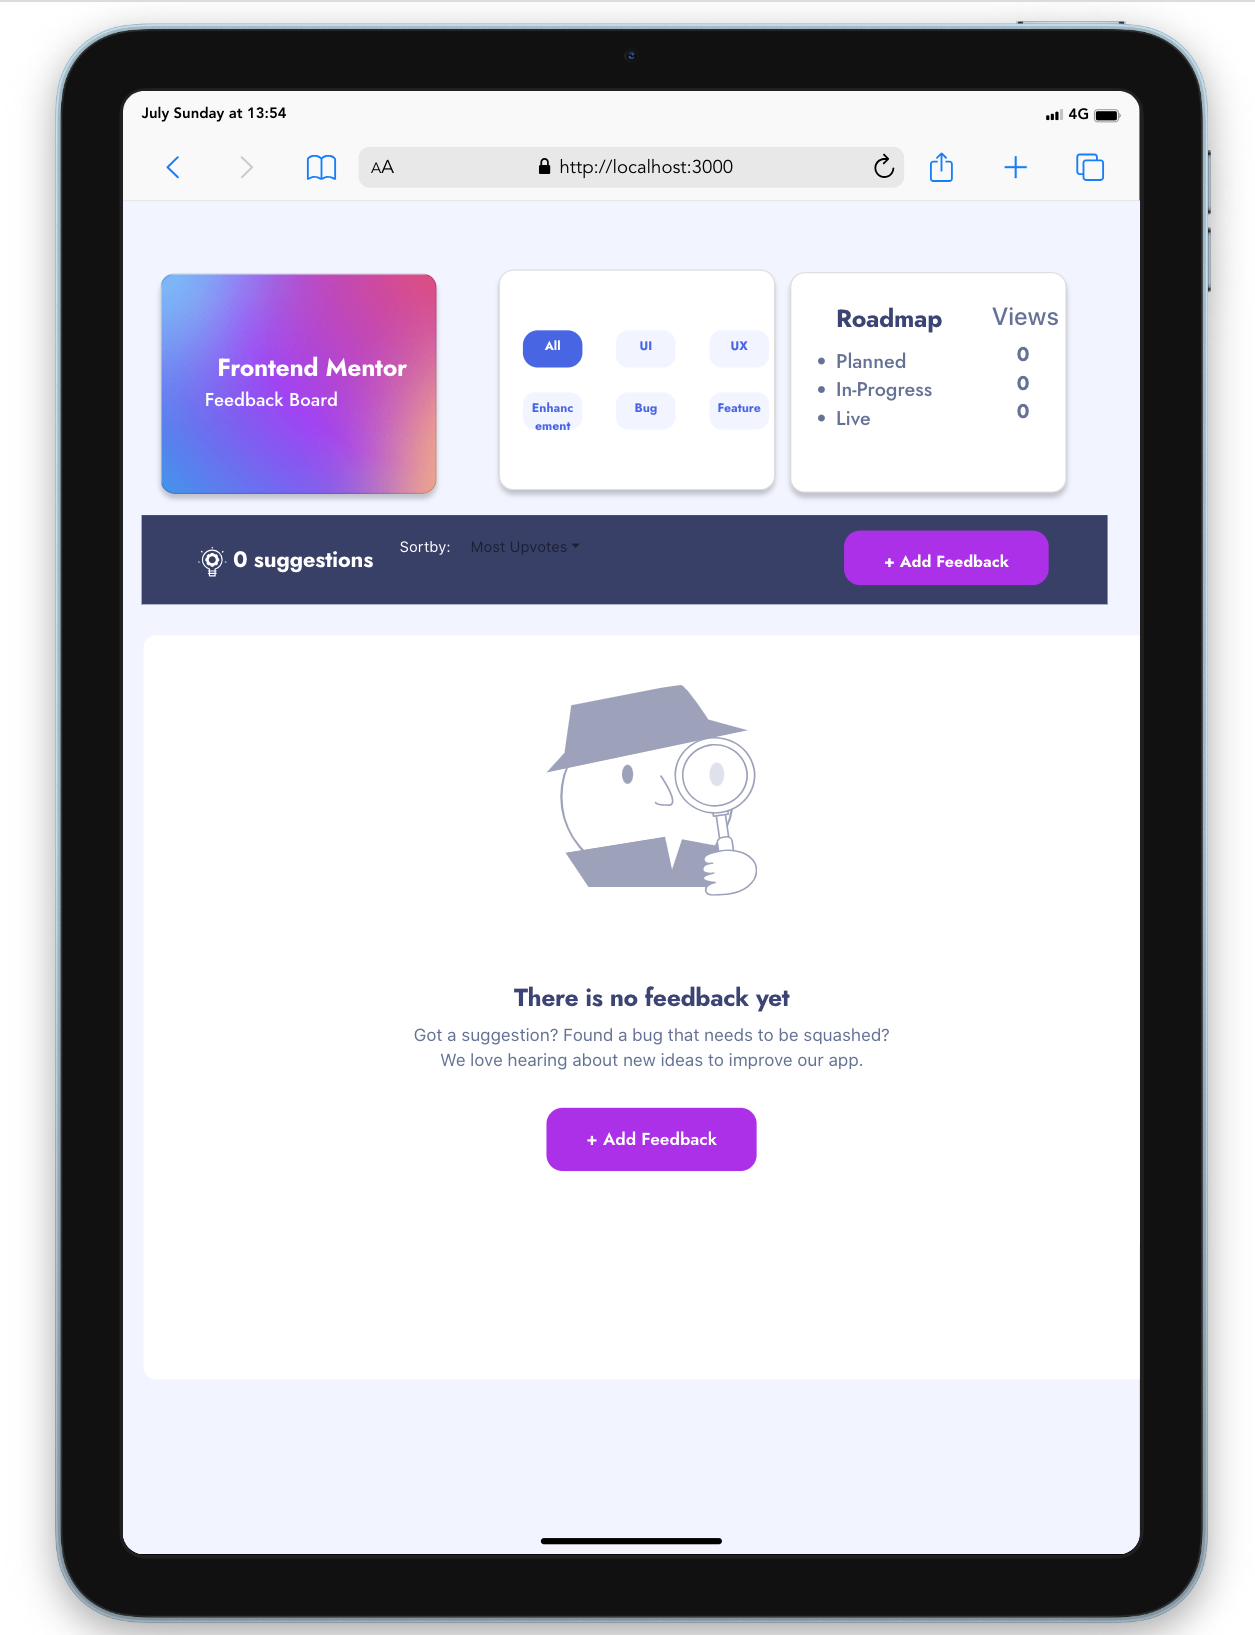 July Sunday at 13:54
4G
AA
http://localhost:3000
Frontend Mentor
Feedback Board
All
UI
UX
Enhanc
ement
Bug
Feature
Roadmap
Views
Planned
0
In-Progress
0
Live
0
0 suggestions
Sortby:
Most Upvotes
+ Add Feedback
There is no feedback yet
Got a suggestion? Found a bug that needs to be squashed?
We love hearing about new ideas to improve our app.
+ Add Feedback